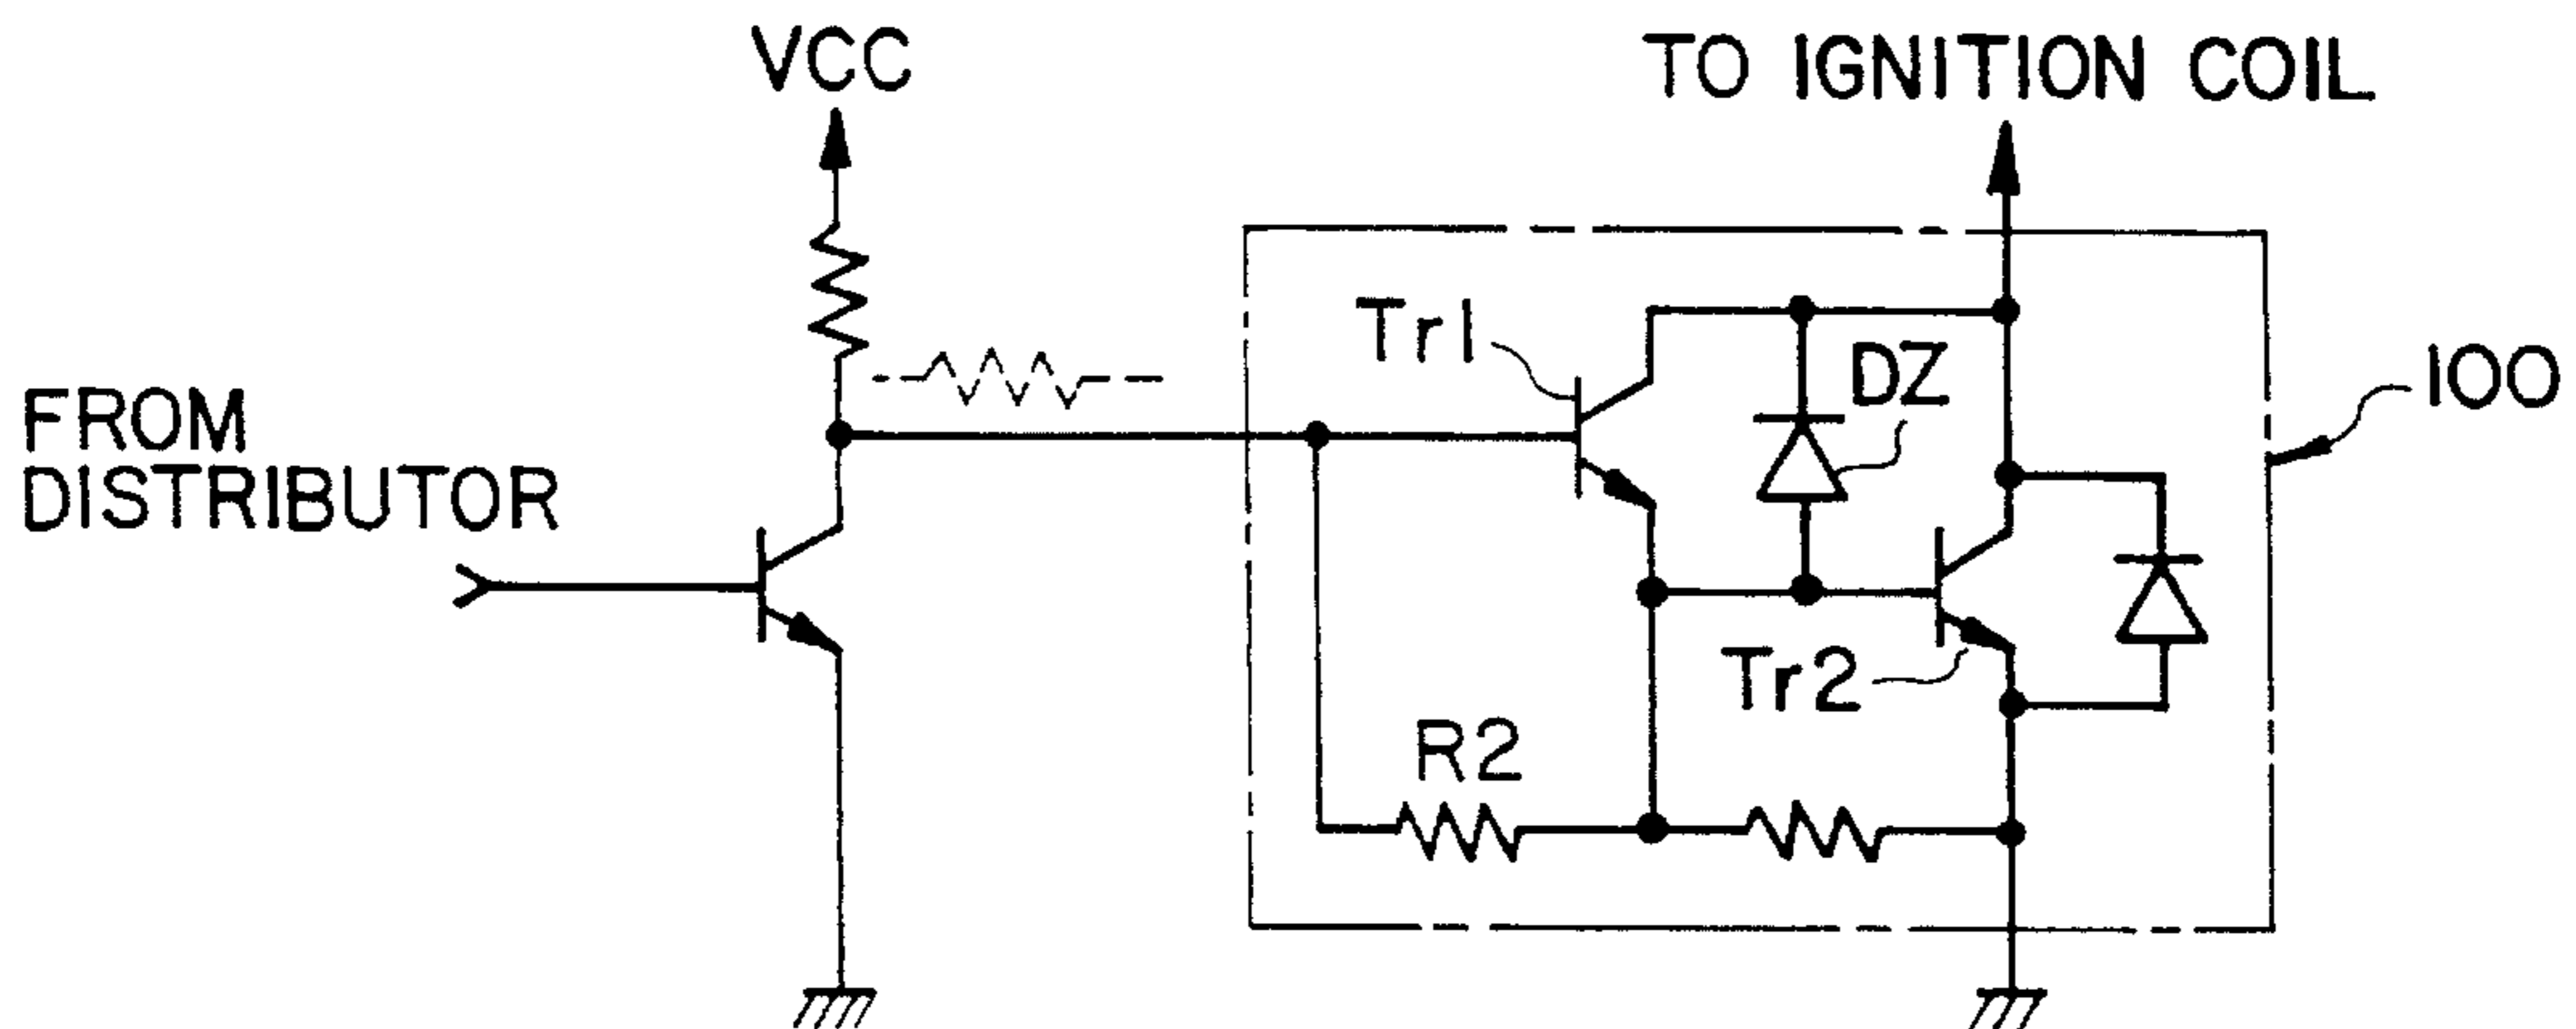 VCC
TO IGNITION COIL
Tr1
DZ
100
FROM
DISTRIBUTOR
Tr2
R2